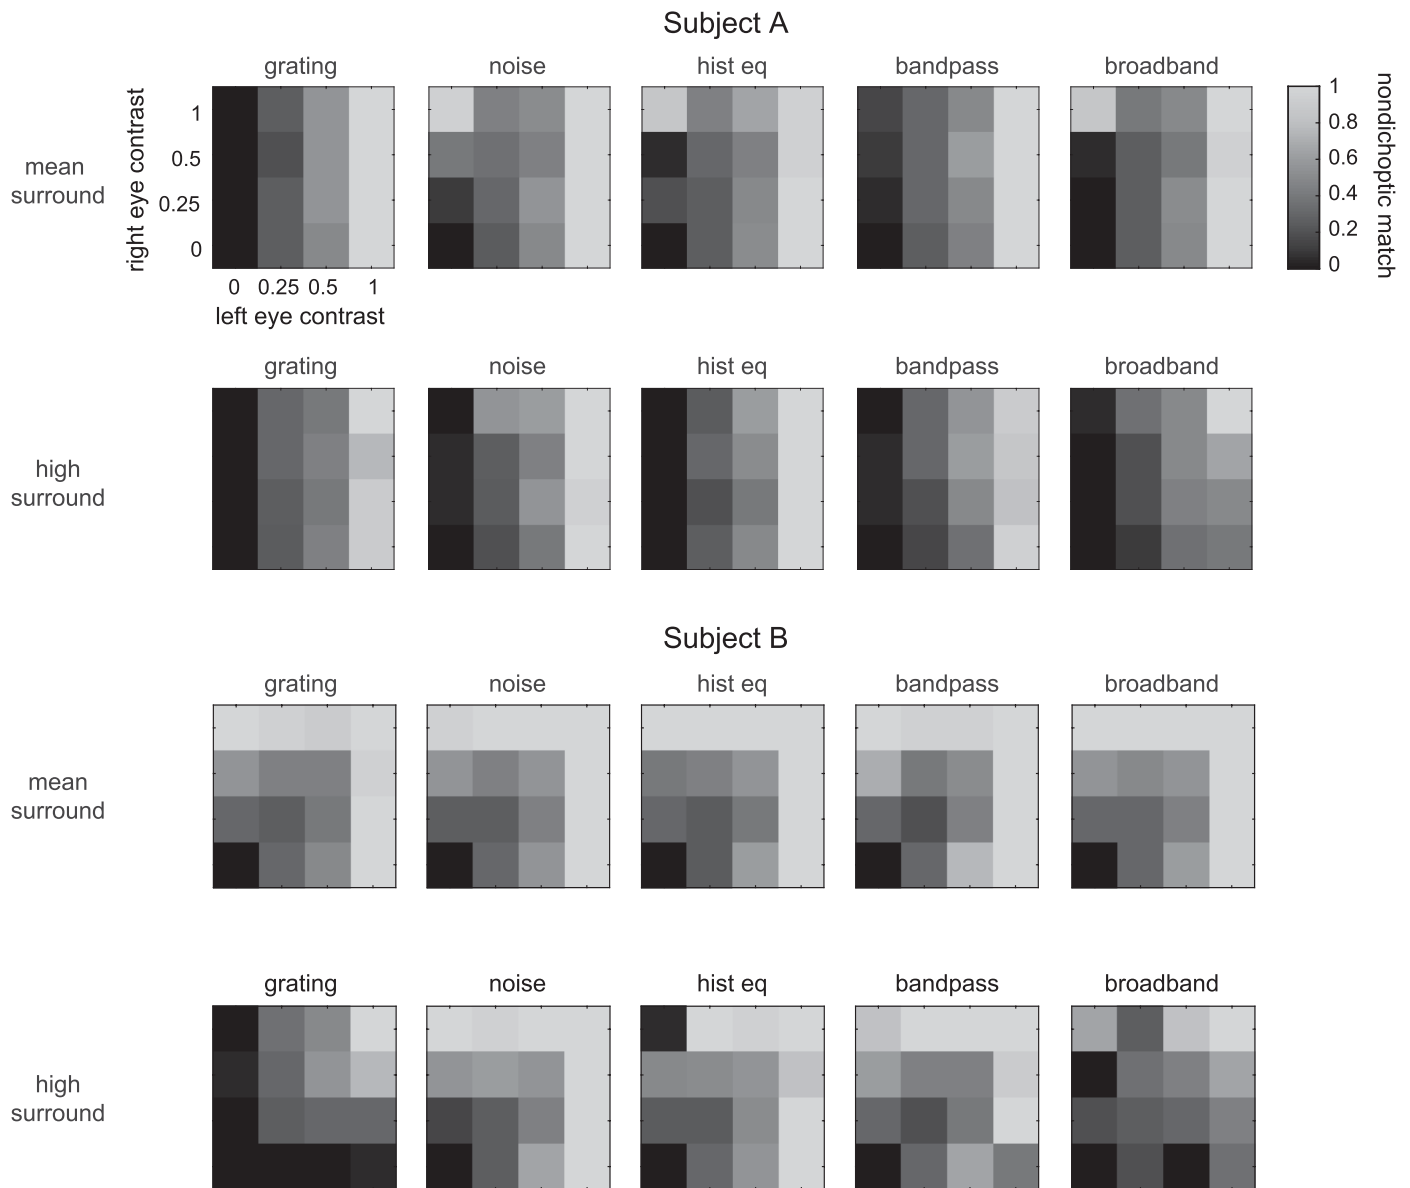 Subject A
grating noise hist eq bandpass broadband
mean
surround
right eye contrast
1
0.5
0.25
0
0 0.25 0.5 1
left eye contrast
1
0.8
0.6
0.4
0.2
0
nondichoptic match
grating noise hist eq bandpass broadband
high
surround
Subject B
grating noise hist eq bandpass broadband
mean
surround
grating noise hist eq bandpass broadband
high
surround